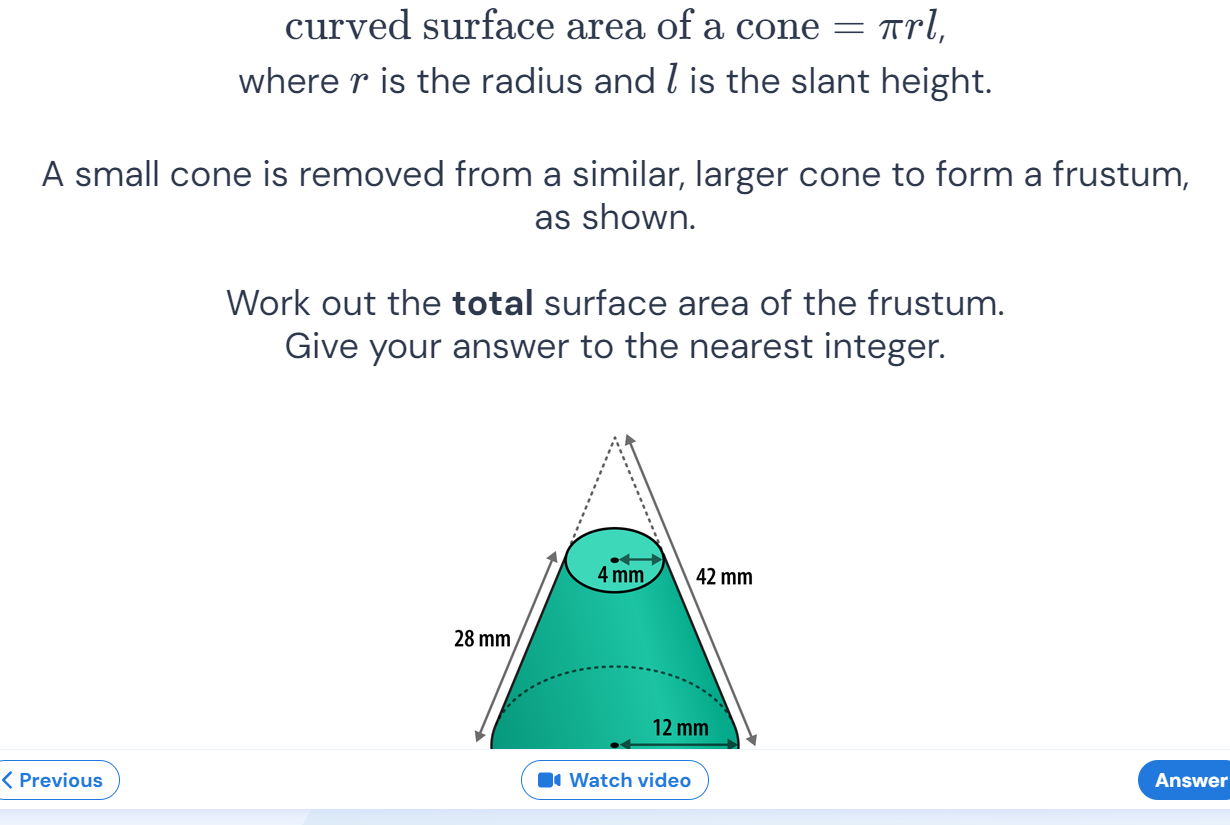 curved surface area of a cone = πrl,
where r is the radius and l is the slant height.
A small cone is removed from a similar, larger cone to form a frustum,
as shown.
Work out the total surface area of the frustum.
Give your answer to the nearest integer.
4 mm
42 mm
28 mm
12 mm
Previous
Watch video
Answer